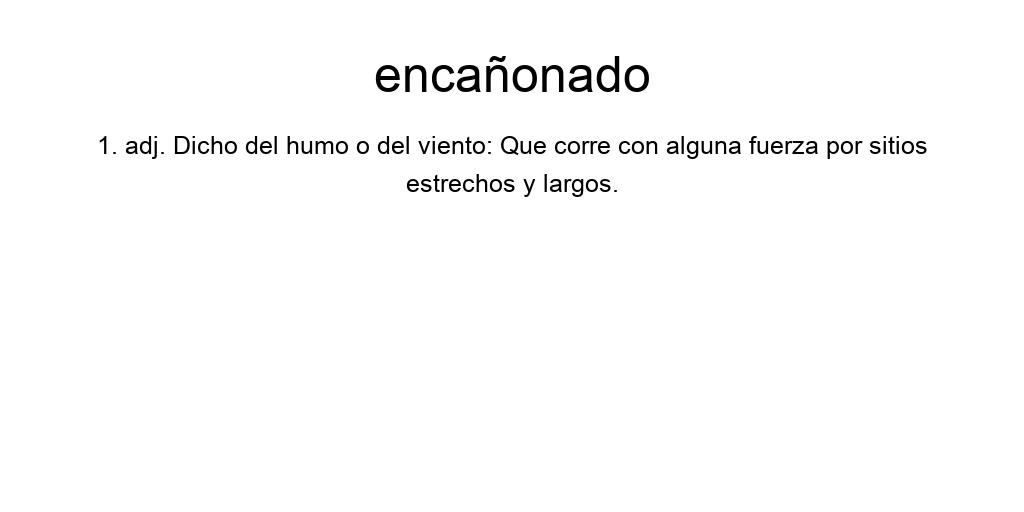 encañonado
1. adj. Dicho del humo o del viento: Que corre con alguna fuerza por sitios
estrechos y largos.